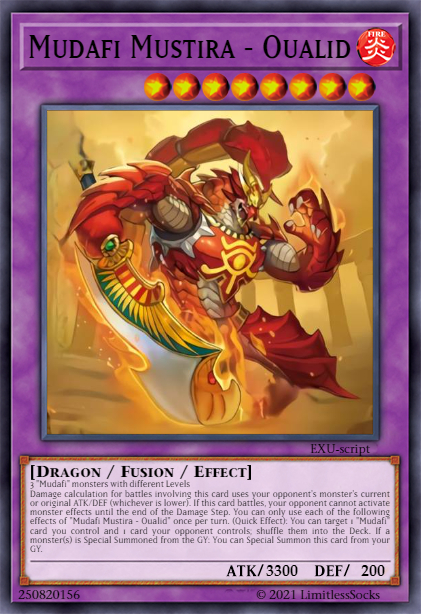 Mudafi Mustira - Oualid
FIRE
炎
EXU-script
[Dragon / Fusion / Effect]
3 "Mudafi" monsters with different Levels
Damage calculation for battles involving this card uses your opponent's monster's current
or original ATK/DEF (whichever is lower). If this card battles, your opponent cannot activate
monster effects until the end of the Damage Step. You can only use each of the following
effects of "Mudafi Mustira - Oualid" once per turn. (Quick Effect): You can target 1 "Mudafi"
card you control and 1 card your opponent controls; shuffle them into the Deck. If a
monster(s) is Special Summoned from the GY: You can Special Summon this card from your
GY.
ATK/3300 DEF/ 200
250820156
© 2021 LimitlessSocks